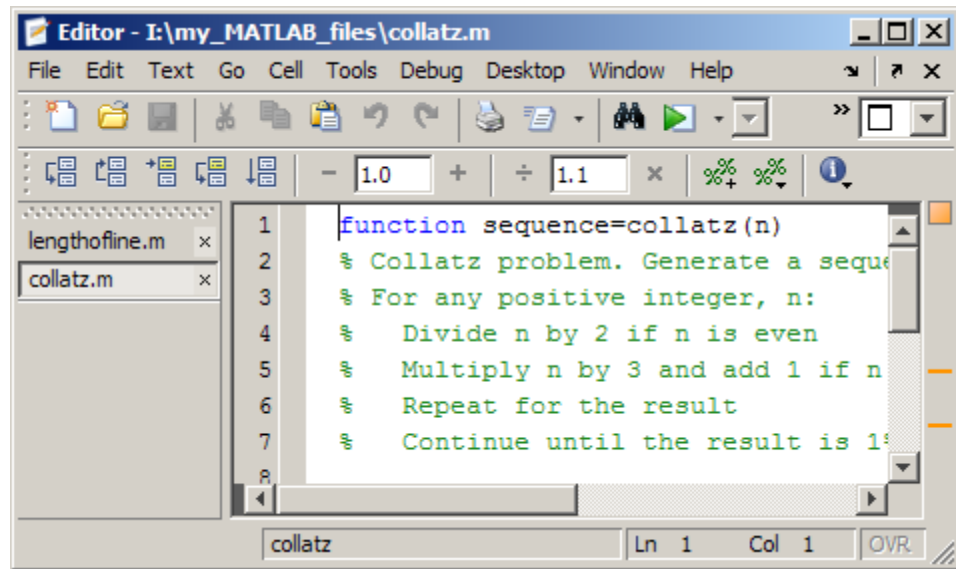 Editor - I:\my_MATLAB_files\collatz.m
File Edit Text Go Cell Tools Debug Desktop Window Help
1.0
1.1
lengthofline.m
collatz.m
1 function sequence=collatz(n)
2 % Collatz problem. Generate a seque
3 % For any positive integer, n:
4 %   Divide n by 2 if n is even
5 %   Multiply n by 3 and add 1 if n
6 %   Repeat for the result
7 %   Continue until the result is 1%
8
collatz Ln 1 Col 1 OVR